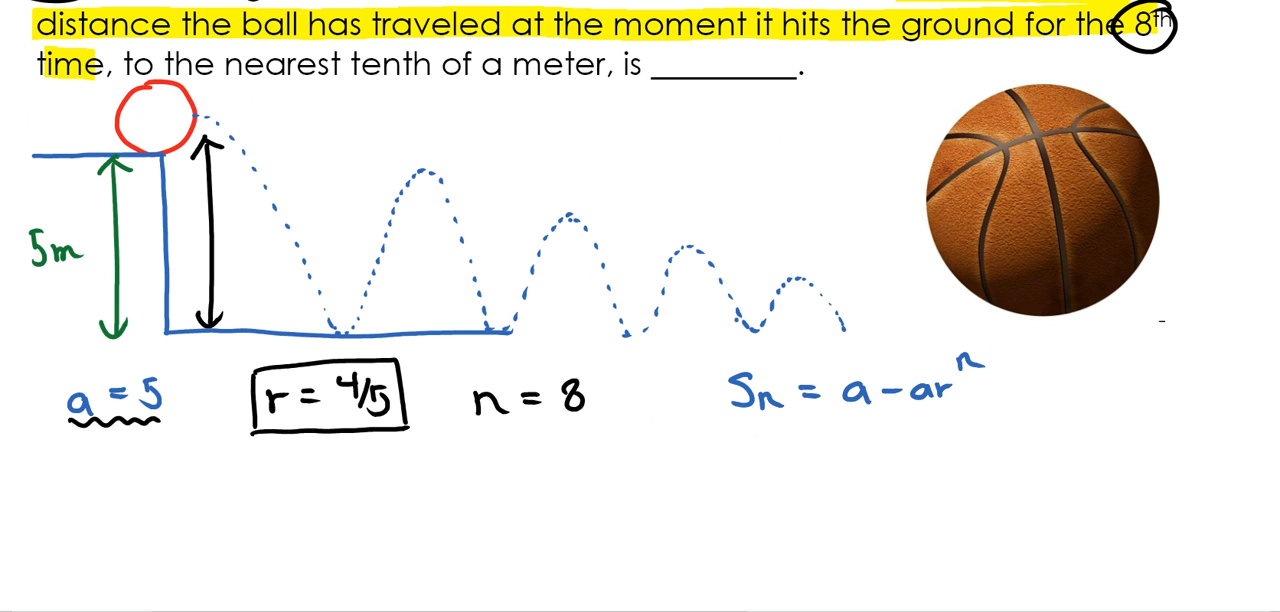 distance the ball has traveled at the moment it hits the ground for the 8th
time, to the nearest tenth of a meter, is _________.
5m
a = 5 r = 4/5 n = 8 Sn = a - ar^n